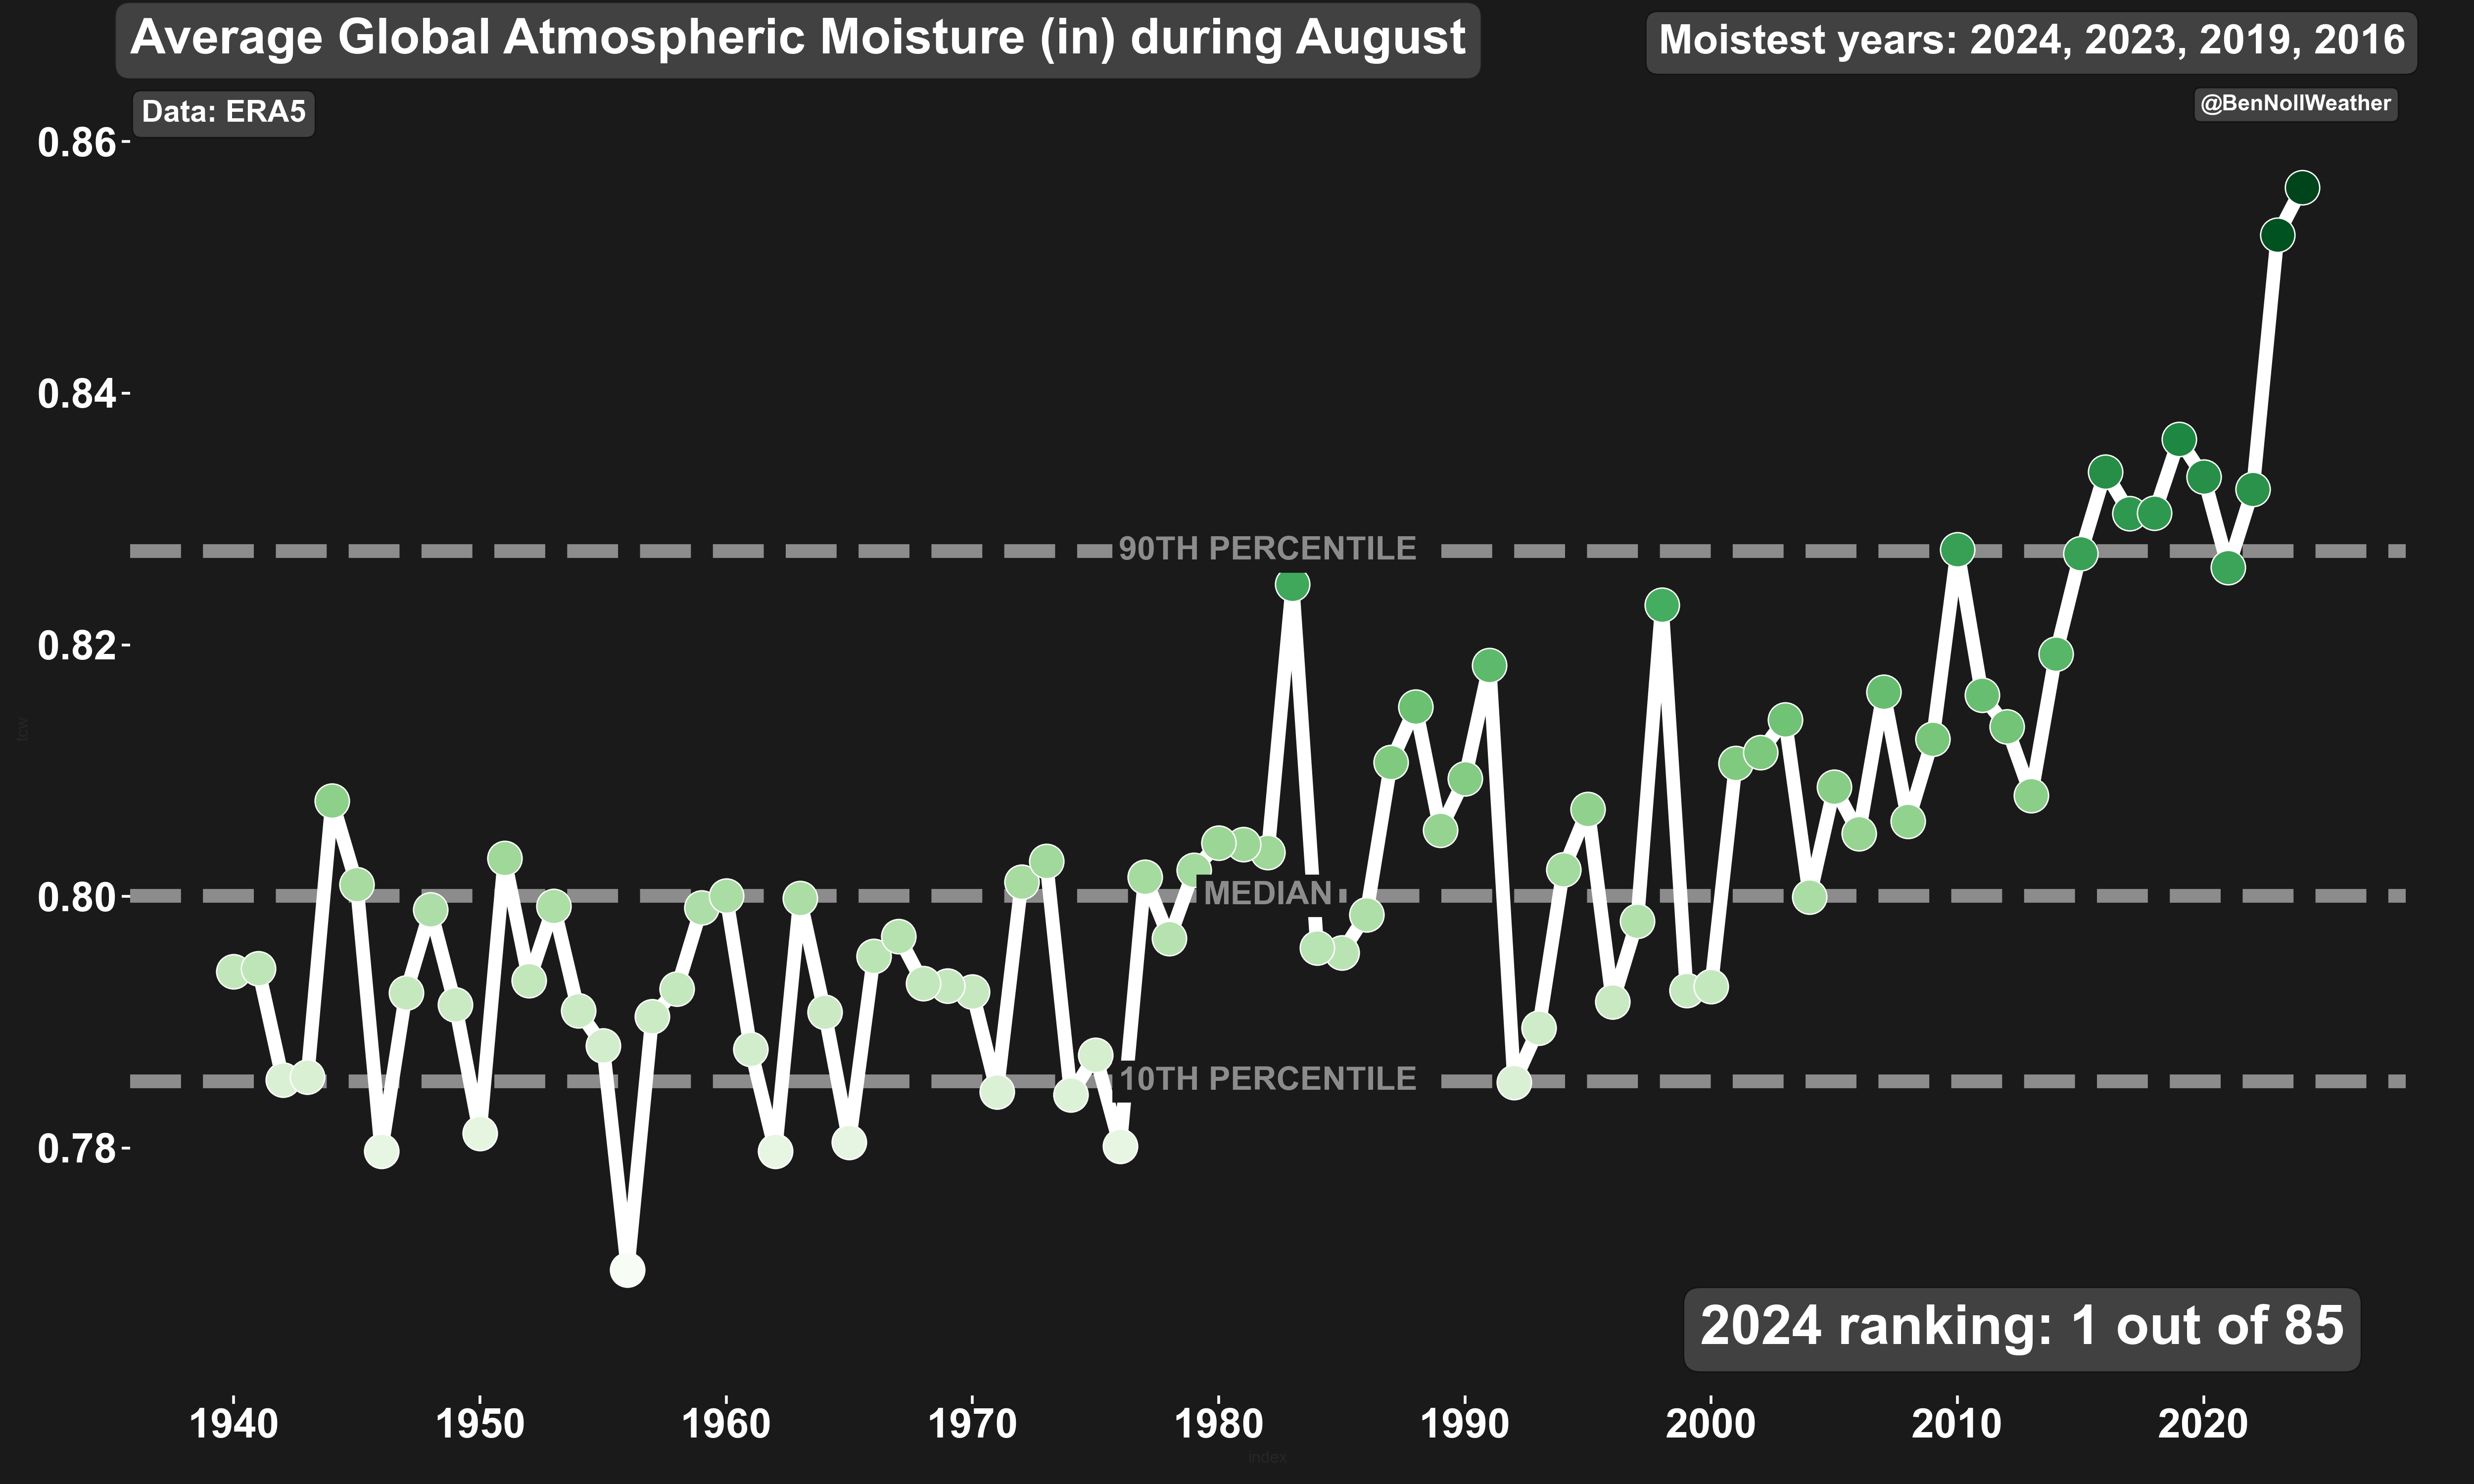 Average Global Atmospheric Moisture (in) during August
Moistest years: 2024, 2023, 2019, 2016
Data: ERA5
@BenNollWeather
0.86
0.84
90TH PERCENTILE
0.82
tcw
0.80
MEDIAN
10TH PERCENTILE
0.78
2024 ranking: 1 out of 85
1940 1950 1960 1970 1980 1990 2000 2010 2020
index